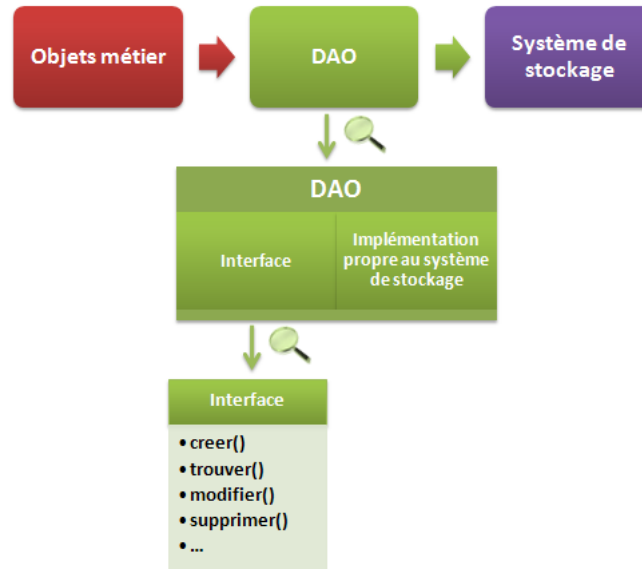 Objets métier
DAO
Système de
stockage
DAO
Interface
Implémentation
propre au système
de stockage
Interface
• creer()
• trouver()
• modifier()
• supprimer()
• ...